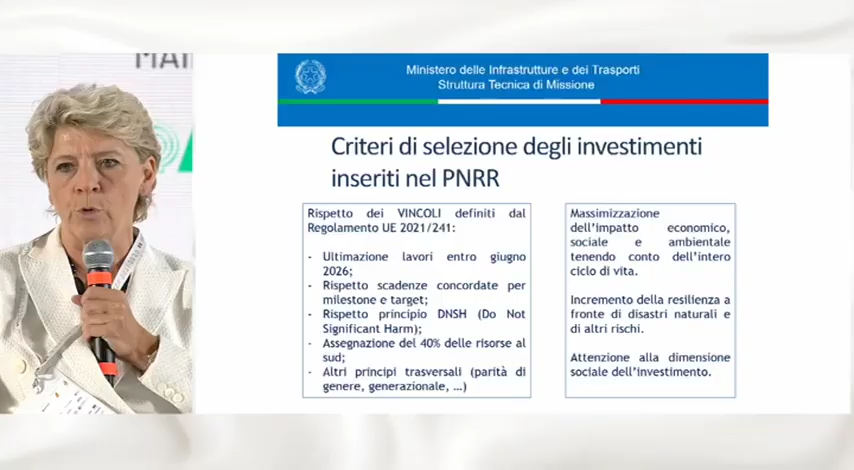 MAI
Ministero delle Infrastrutture e dei Trasporti
Struttura Tecnica di Missione
Criteri di selezione degli investimenti
inseriti nel PNRR
Rispetto dei VINCOLI definiti dal
Regolamento UE 2021/241:
- Ultimazione lavori entro giugno
2026;
- Rispetto scadenze concordate per
milestone e target;
- Rispetto principio DNSH (Do Not
Significant Harm);
- Assegnazione del 40% delle risorse al
sud;
- Altri principi trasversali (parità di
genere, generazionale, …)
Massimizzazione
dell’impatto economico,
sociale e ambientale
tenendo conto dell’intero
ciclo di vita.
Incremento della resilienza a
fronte di disastri naturali e
di altri rischi.
Attenzione alla dimensione
sociale dell’investimento.